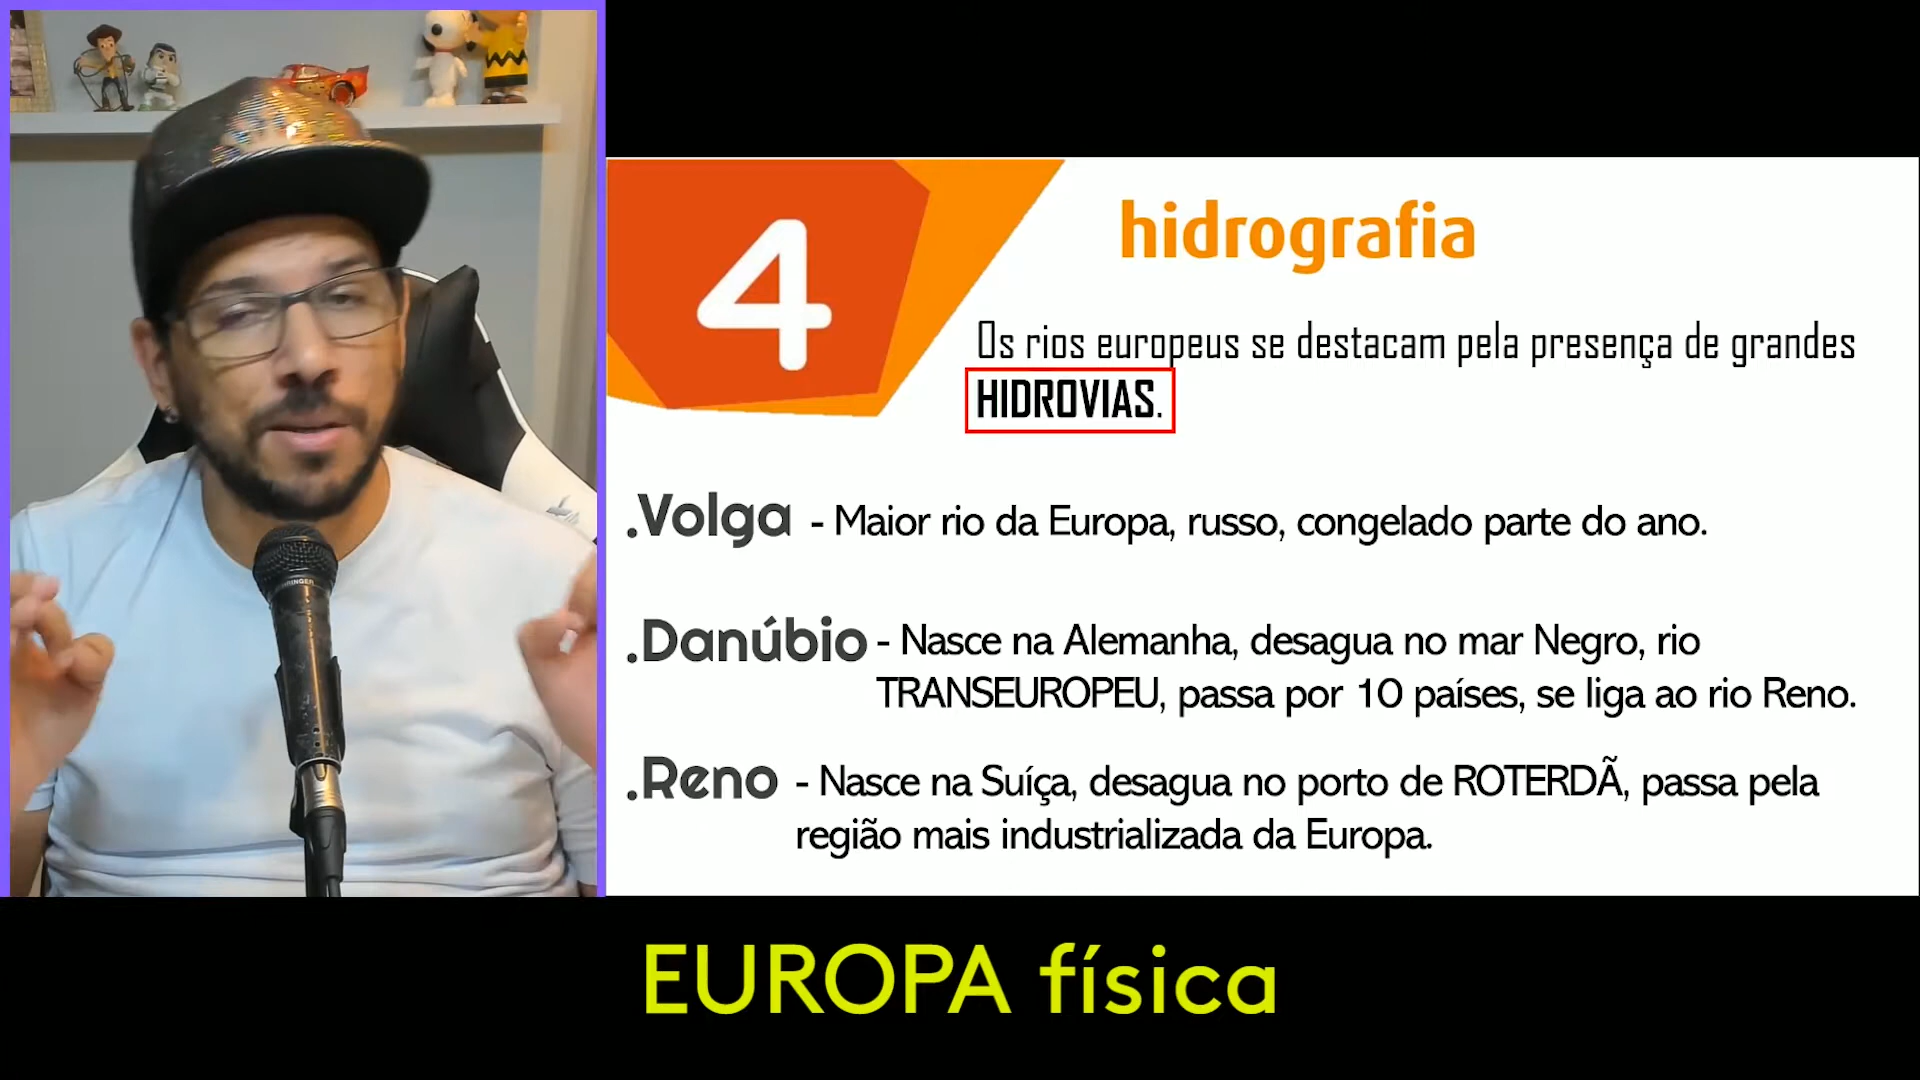 4
hidrografia
Os rios europeus se destacam pela presença de grandes
HIDROVIAS.
.Volga - Maior rio da Europa, russo, congelado parte do ano.
.Danúbio - Nasce na Alemanha, desagua no mar Negro, rio
TRANSEUROPEU, passa por 10 países, se liga ao rio Reno.
.Reno - Nasce na Suíça, desagua no porto de ROTERDÃ, passa pela
região mais industrializada da Europa.
EUROPA física